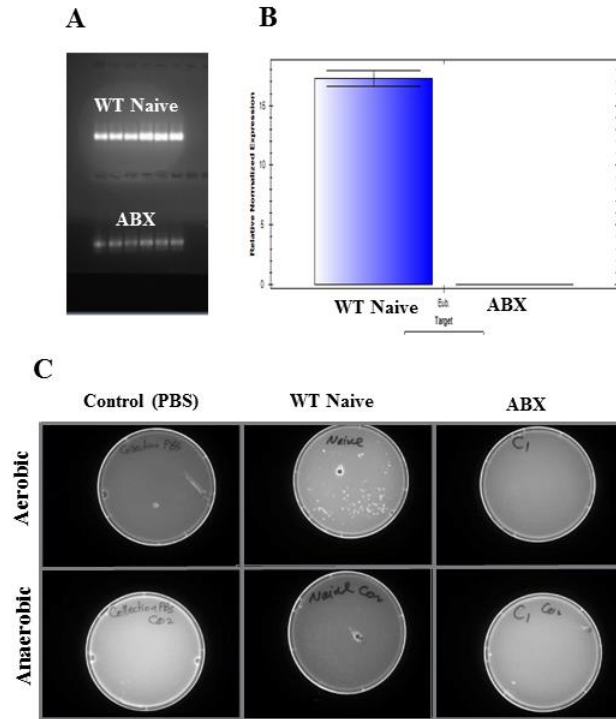 A
WT Naive
ABX
B
Relative Normalized Expression
15
10
5
0
WT Naive
Eub.
ABX
Target
C
Control (PBS)
WT Naive
ABX
Aerobic
Collection PBS
Naive
C1
Anaerobic
Collection PBS
CO2
Naive CO2
C1 CO2